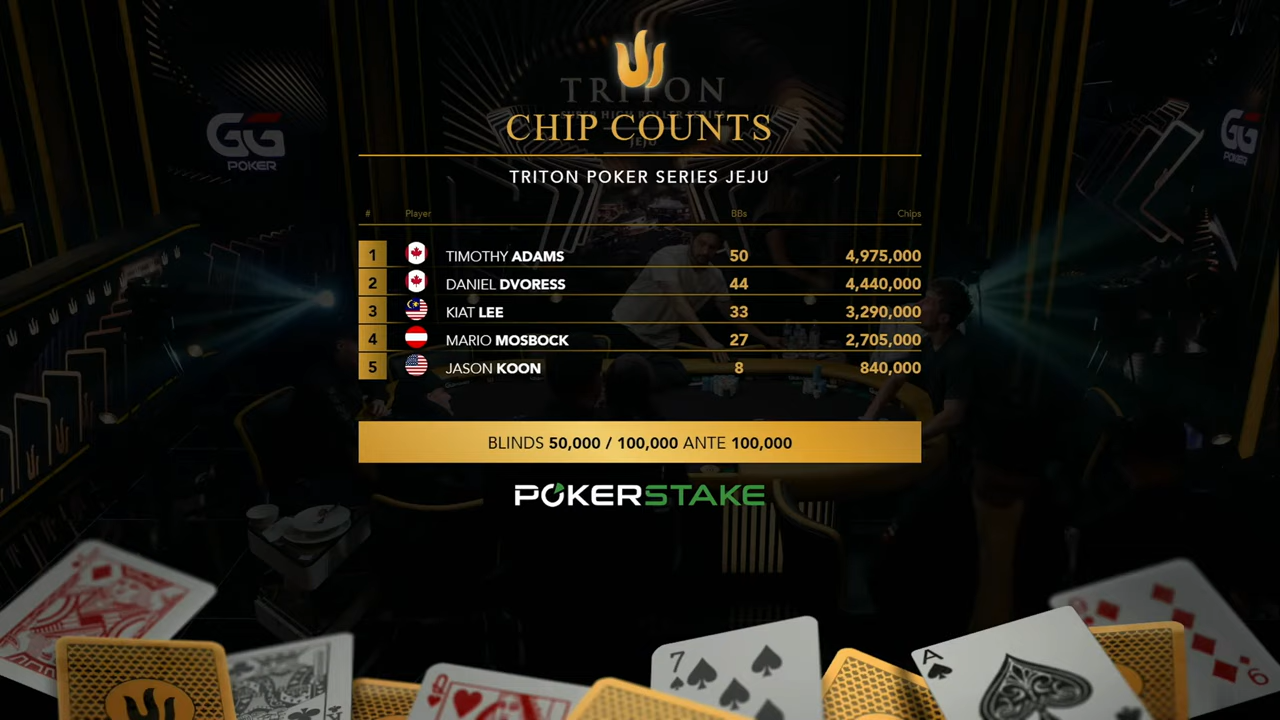 TRITON
SUPER HIGH ROLLER SERIES
CHIP COUNTS
JEJU
GG
POKER
GG
POKER
TRITON POKER SERIES JEJU
# Player BBs Chips
1 TIMOTHY ADAMS 50 4,975,000
2 DANIEL DVORESS 44 4,440,000
3 KIAT LEE 33 3,290,000
4 MARIO MOSBOCK 27 2,705,000
5 JASON KOON 8 840,000
BLINDS 50,000 / 100,000 ANTE 100,000
POKERSTAKE
7
A
Q
9